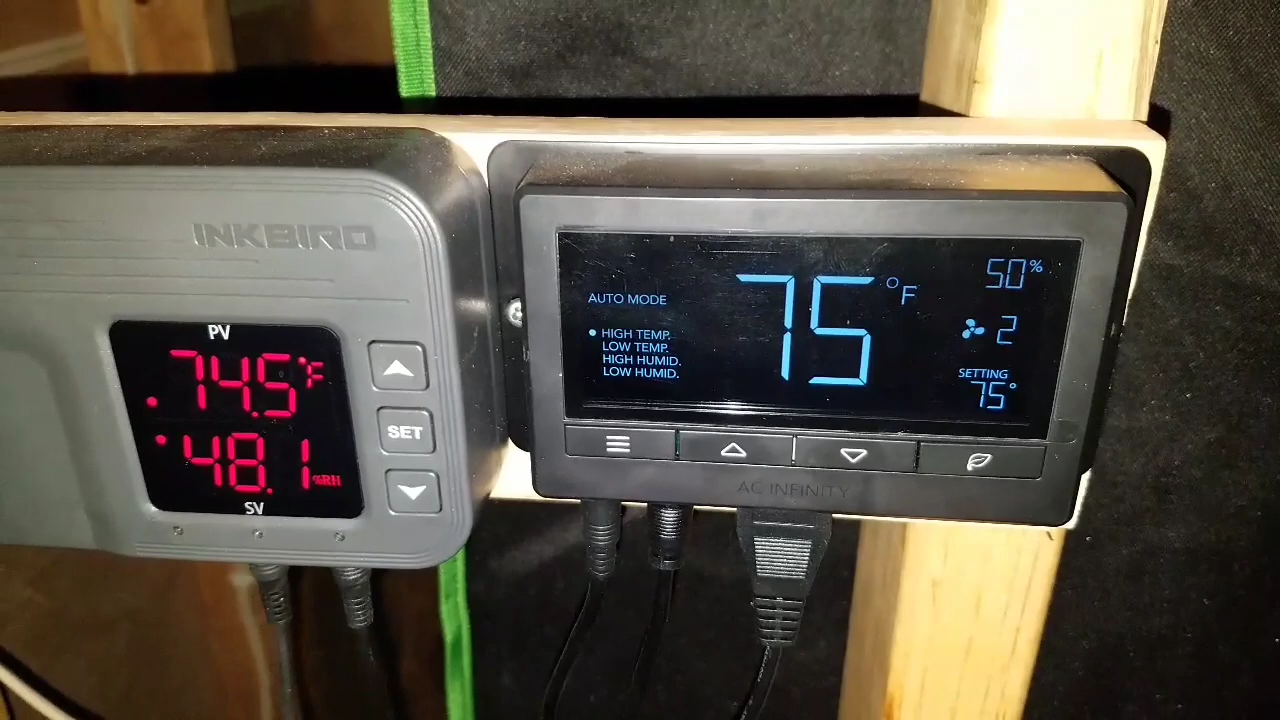 INKBIRD
PV
74.5°F
48.1%RH
SV
SET
AUTO MODE
HIGH TEMP.
LOW TEMP.
HIGH HUMID.
LOW HUMID.
75°F
50%
2
SETTING
75°
AC INFINITY